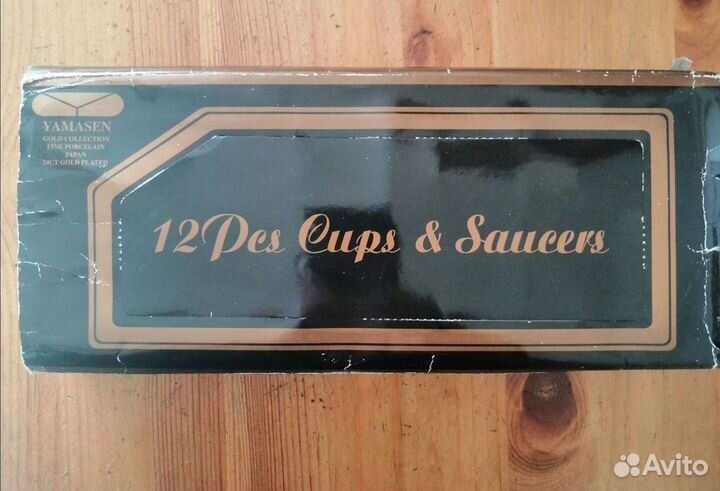 YAMASEN
GOLD COLLECTION
FINE PORCELAIN
JAPAN
24CT GOLD PLATED
12Pcs Cups & Saucers
Avito